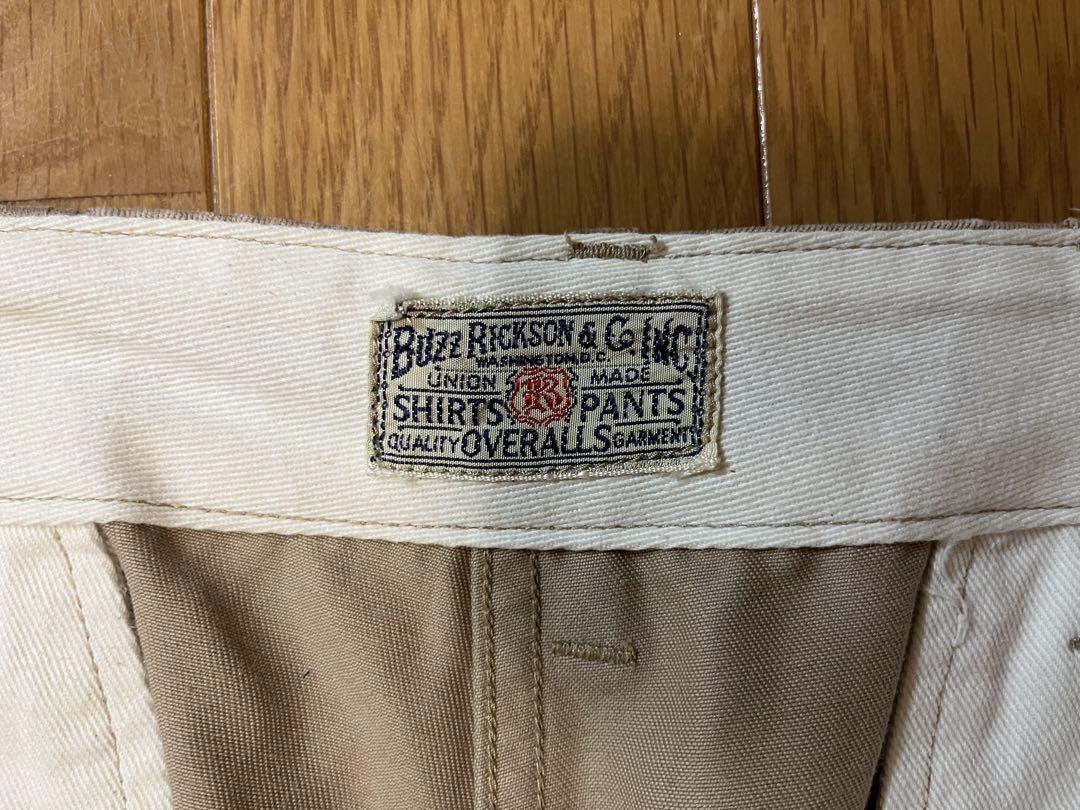 BUZZ RICKSON & CO. INC.
WASHINGTON, D.C.
UNION R MADE
SHIRTS PANTS
QUALITY OVERALLS GARMENTS